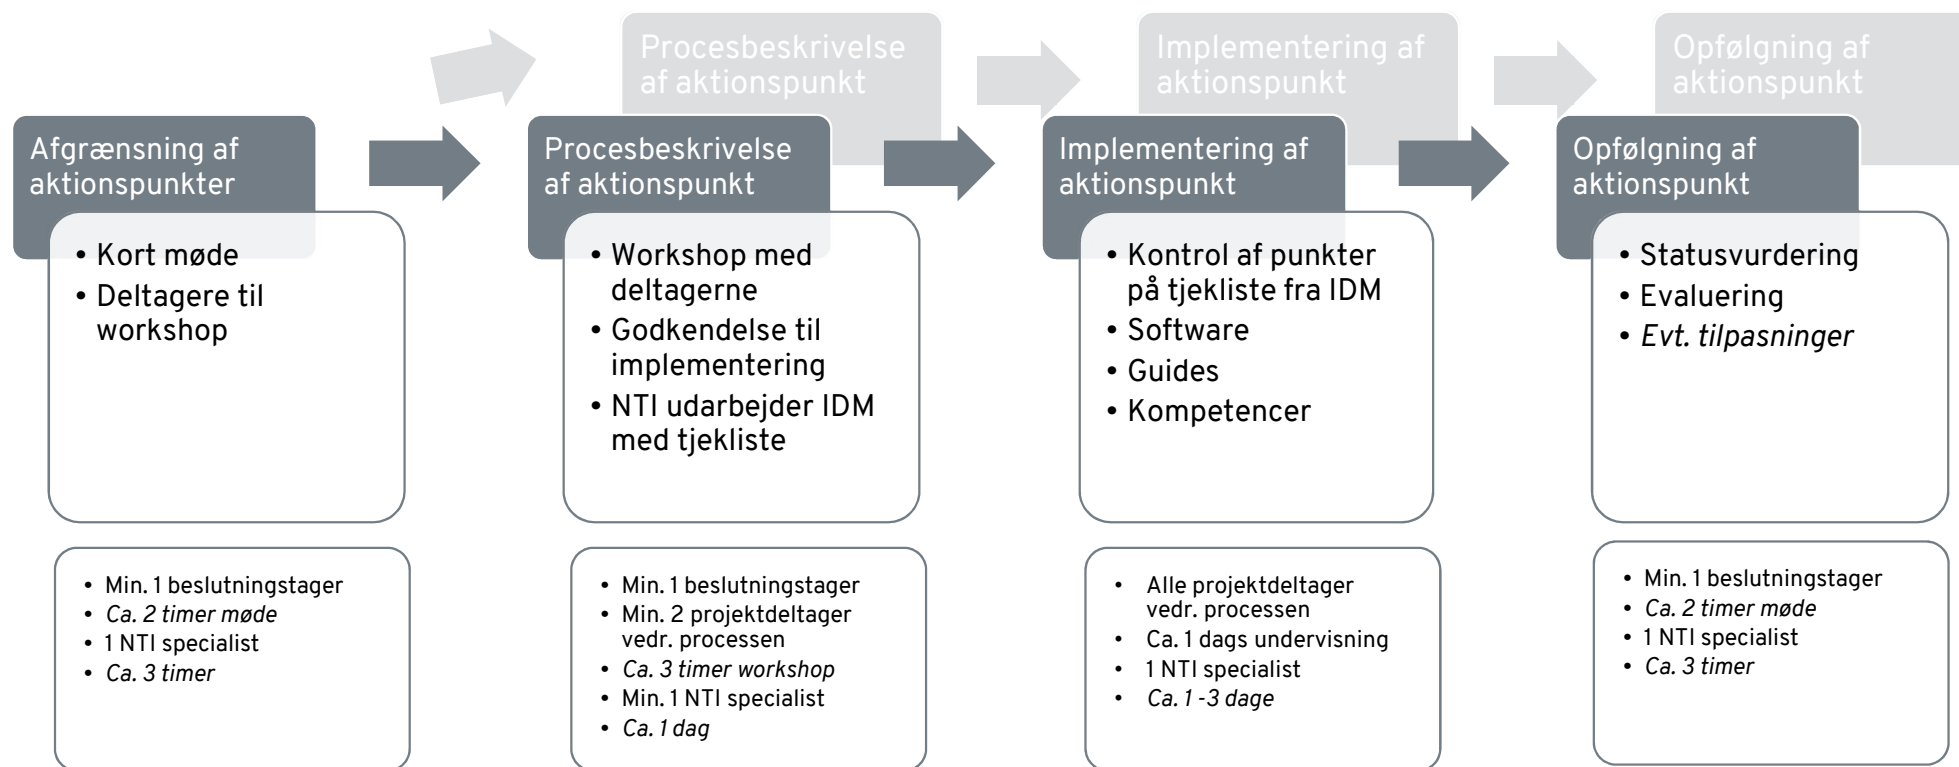 Procesbeskrivelse
af aktionspunkt
Implementering af
aktionspunkt
Opfølgning af
aktionspunkt
Afgrænsning af
aktionspunkter
• Kort møde
• Deltagere til
workshop
• Min. 1 beslutningstager
• Ca. 2 timer møde
• 1 NTI specialist
• Ca. 3 timer
Procesbeskrivelse
af aktionspunkt
• Workshop med
deltagerne
• Godkendelse til
implementering
• NTI udarbejder IDM
med tjekliste
• Min. 1 beslutningstager
• Min. 2 projektdeltager
vedr. processen
• Ca. 3 timer workshop
• Min. 1 NTI specialist
• Ca. 1 dag
Implementering af
aktionspunkt
• Kontrol af punkter
på tjekliste fra IDM
• Software
• Guides
• Kompetencer
• Alle projektdeltager
vedr. processen
• Ca. 1 dags undervisning
• 1 NTI specialist
• Ca. 1 -3 dage
Opfølgning af
aktionspunkt
• Statusvurdering
• Evaluering
• Evt. tilpasninger
• Min. 1 beslutningstager
• Ca. 2 timer møde
• 1 NTI specialist
• Ca. 3 timer